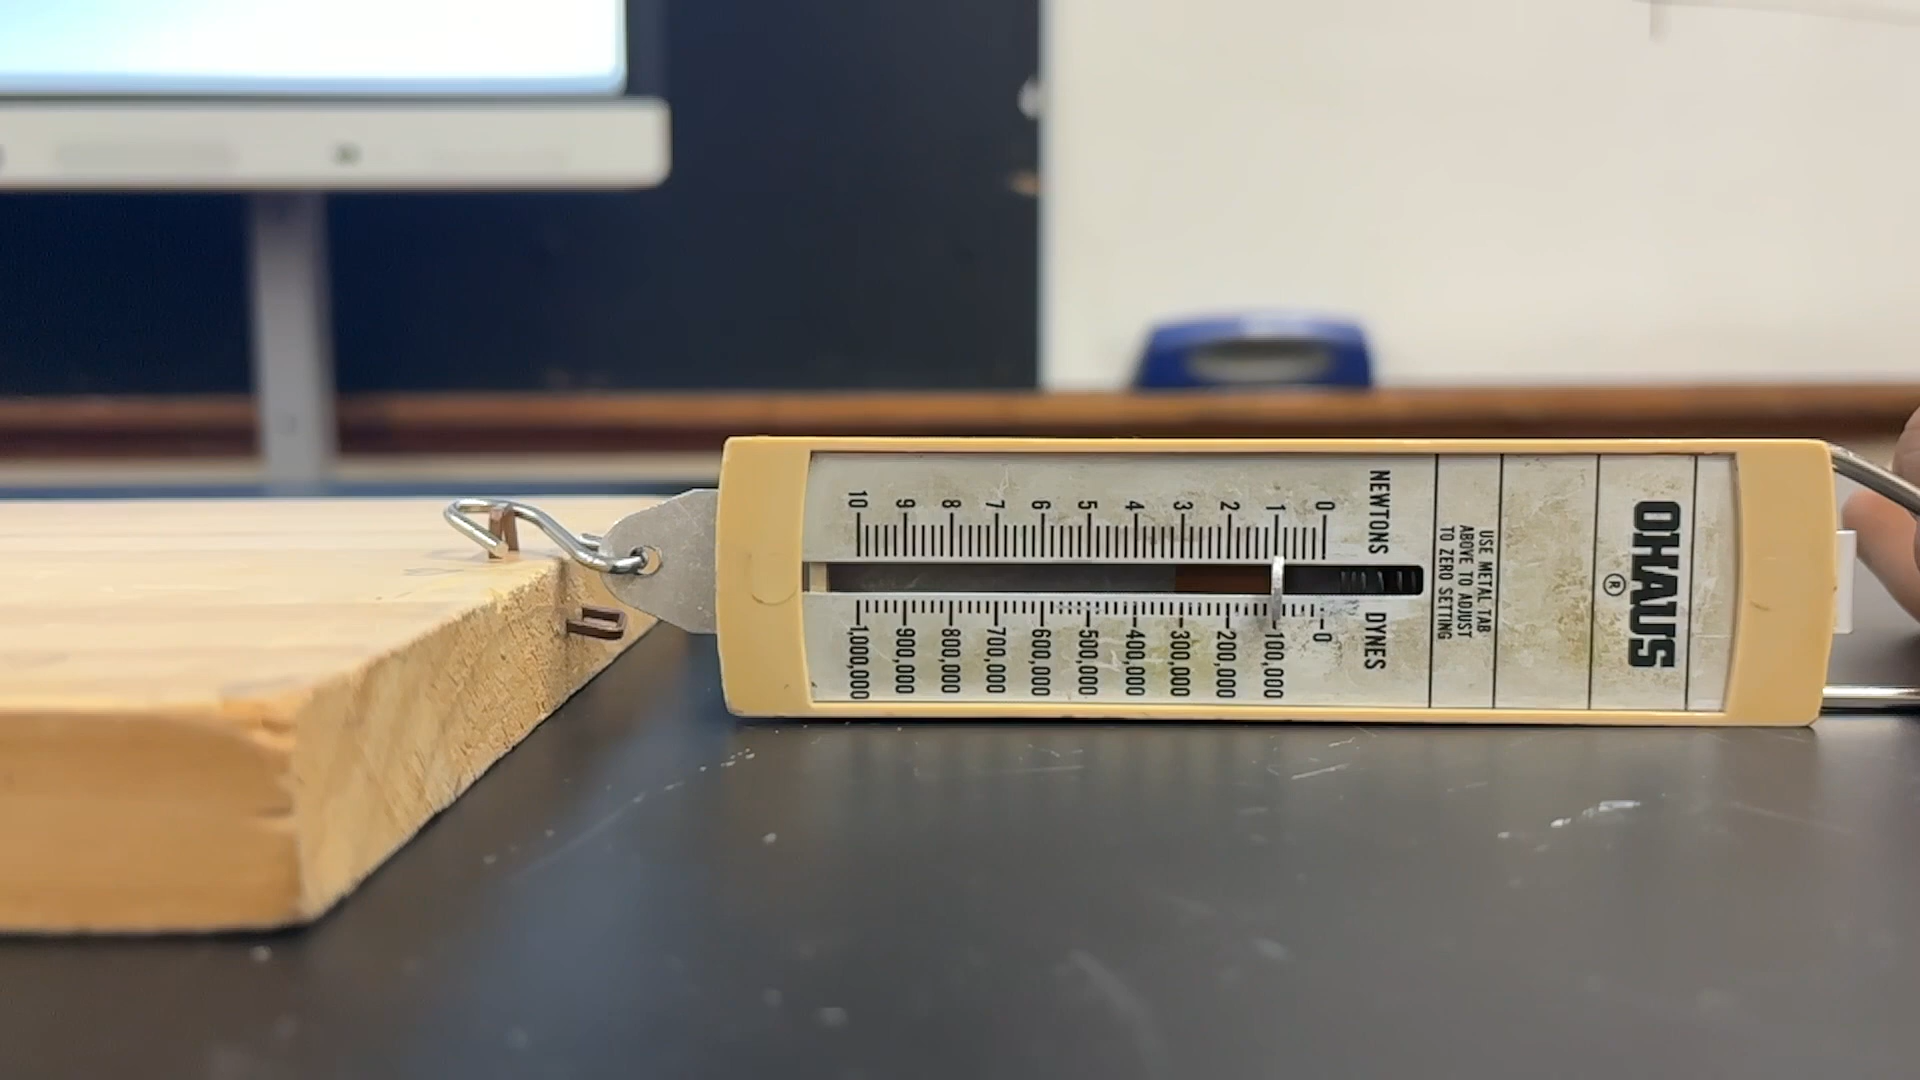 10 9 8 7 6 5 4 3 2 1 0
NEWTONS
1,000,000 900,000 800,000 700,000 600,000 500,000 400,000 300,000 200,000 100,000 0
DYNES
USE METAL TAB
ABOVE TO ADJUST
TO ZERO SETTING
OHAUS
®